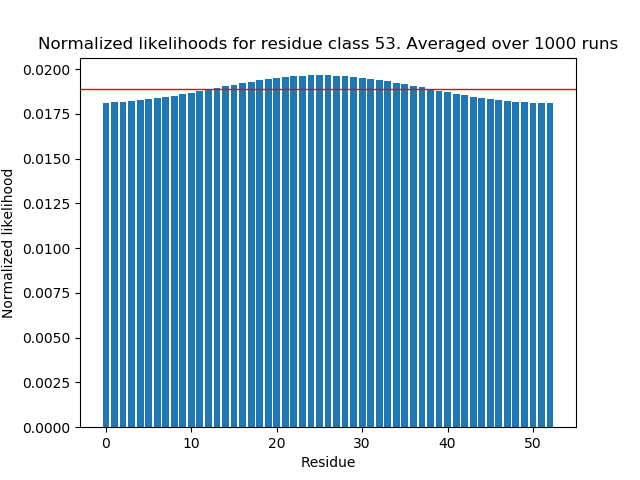 Normalized likelihoods for residue class 53. Averaged over 1000 runs
0.0200
0.0175
0.0150
0.0125
0.0100
0.0075
0.0050
0.0025
0.0000
Normalized likelihood
0 10 20 30 40 50
Residue